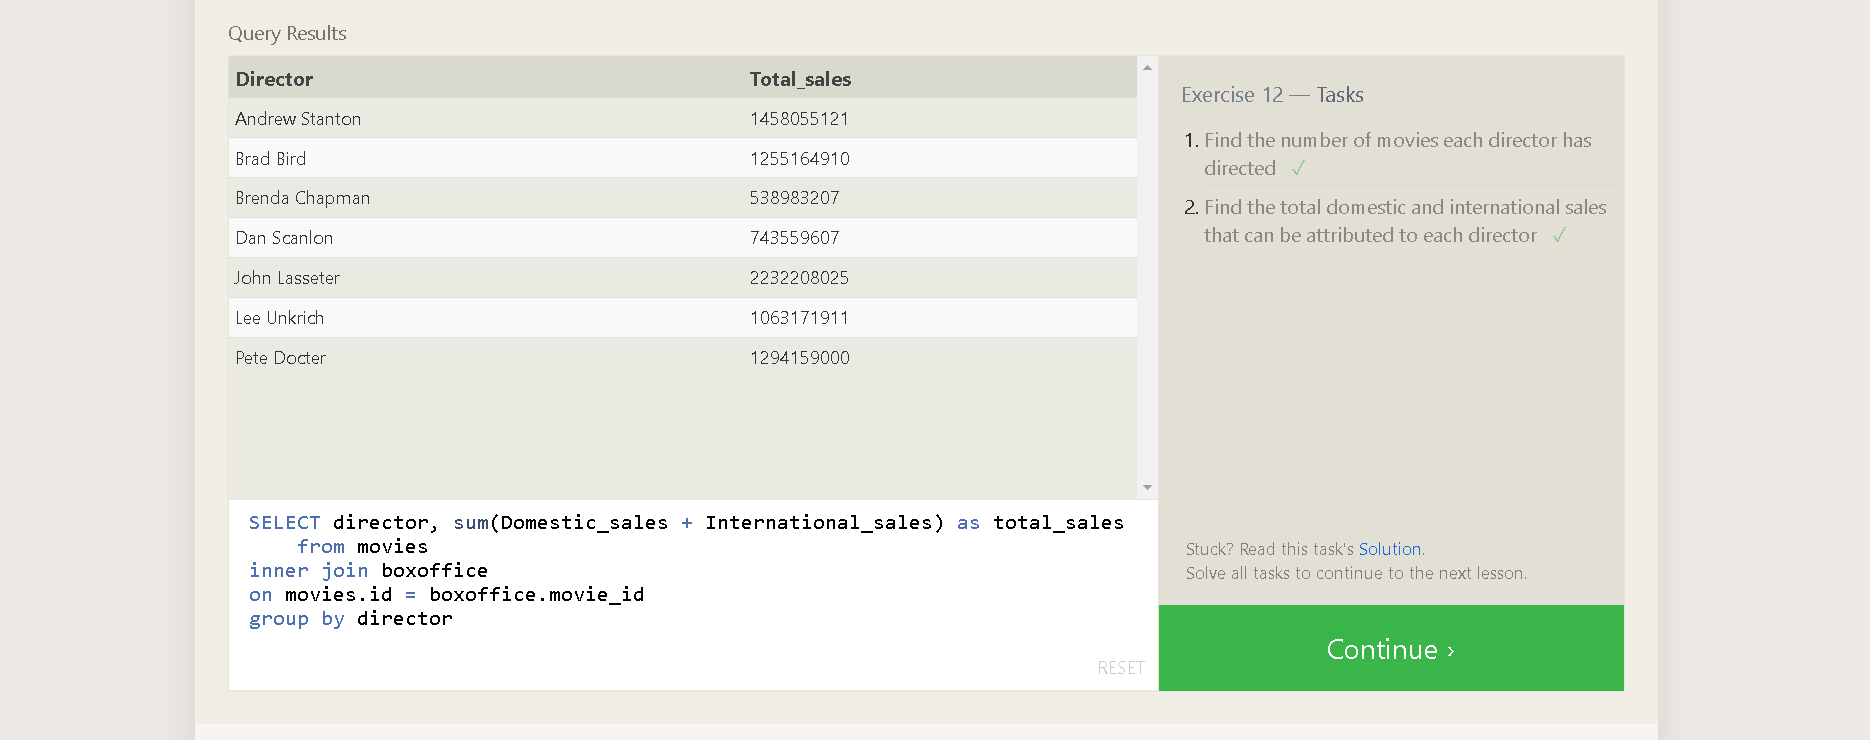 Query Results
Director Total_sales
Andrew Stanton 1458055121
Brad Bird 1255164910
Brenda Chapman 538983207
Dan Scanlon 743559607
John Lasseter 2232208025
Lee Unkrich 1063171911
Pete Docter 1294159000
SELECT director, sum(Domestic_sales + International_sales) as total_sales
from movies
inner join boxoffice
on movies.id = boxoffice.movie_id
group by director
RESET
Exercise 12 — Tasks
1. Find the number of movies each director has
directed ✓
2. Find the total domestic and international sales
that can be attributed to each director ✓
Stuck? Read this task's Solution.
Solve all tasks to continue to the next lesson.
Continue ›